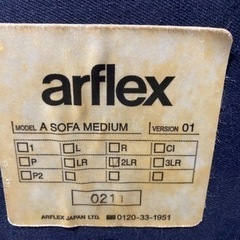 arflex
MODEL A SOFA MEDIUM VERSION 01
☐1 ☐L ☐R ☐CI
☐P ☐LR ☑2LR ☐3LR
☐P2
0211
ARFLEX JAPAN LTD. ☎0120-33-1951